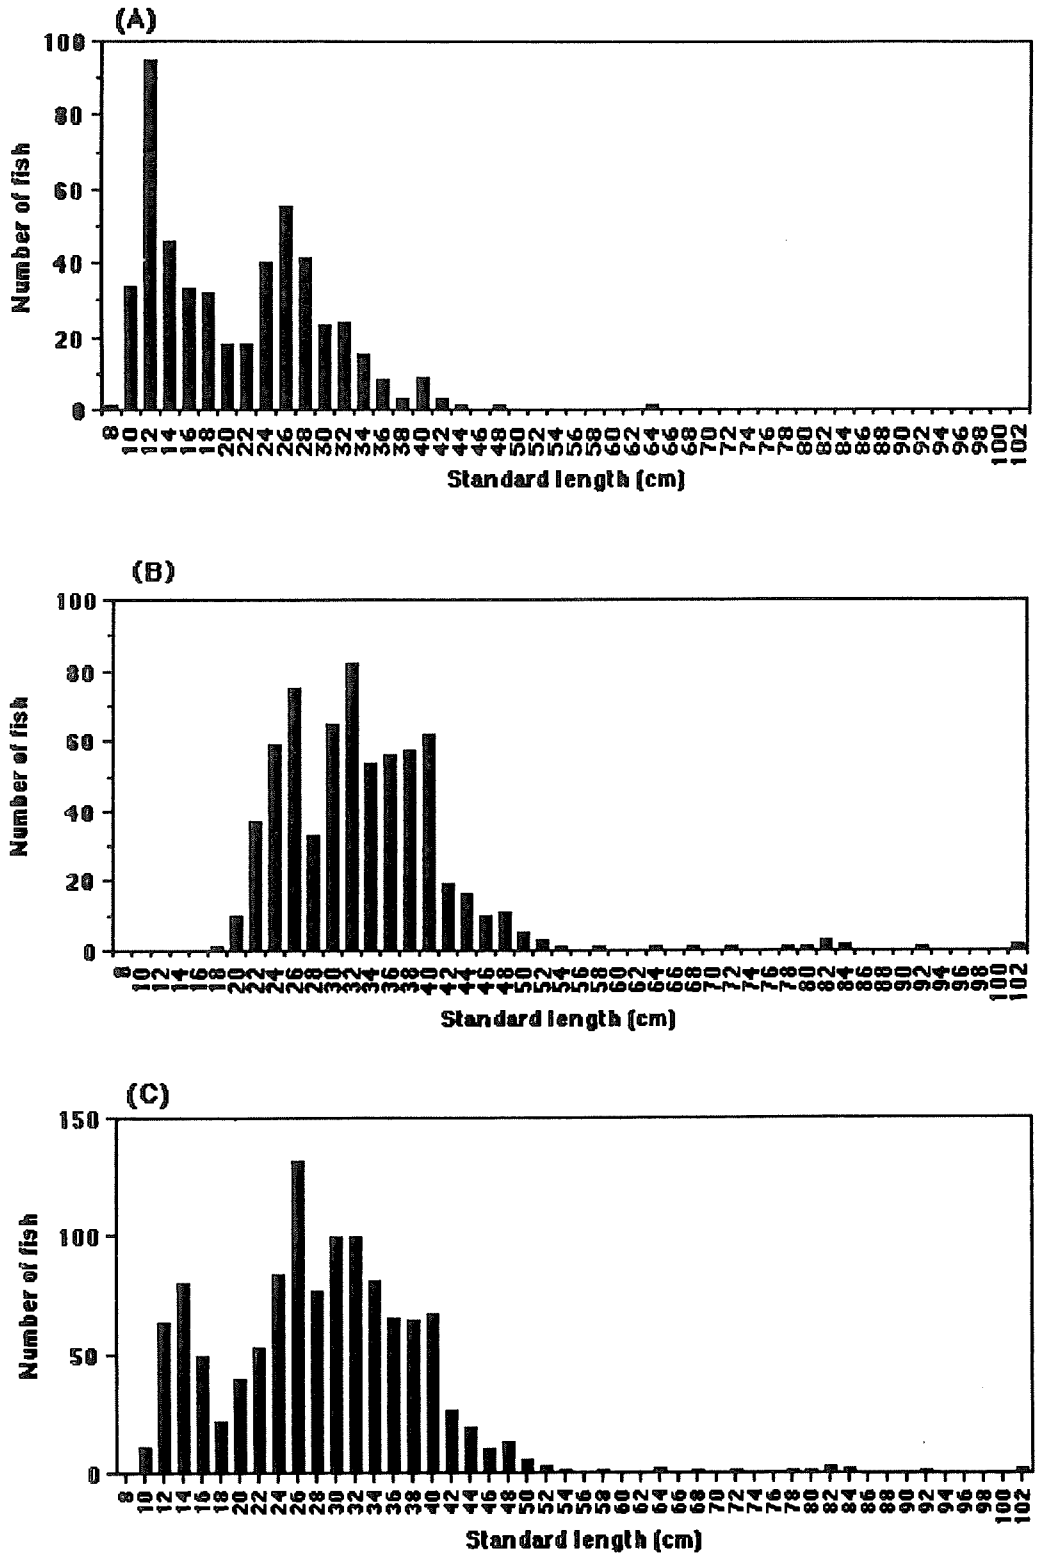 (A)
100
80
60
40
20
0
Number of fish
8 10 12 14 16 18 20 22 24 26 28 30 32 34 36 38 40 42 44 46 48 50 52 54 56 58 60 62 64 66 68 70 72 74 76 78 80 82 84 86 88 90 92 94 96 98 100 102
Standard length (cm)
(B)
100
80
60
40
20
0
Number of fish
8 10 12 14 16 18 20 22 24 26 28 30 32 34 36 38 40 42 44 46 48 50 52 54 56 58 60 62 64 66 68 70 72 74 76 78 80 82 84 86 88 90 92 94 96 98 100 102
Standard length (cm)
(C)
150
100
50
0
Number of fish
8 10 12 14 16 18 20 22 24 26 28 30 32 34 36 38 40 42 44 46 48 50 52 54 56 58 60 62 64 66 68 70 72 74 76 78 80 82 84 86 88 90 92 94 96 98 100 102
Standard length (cm)